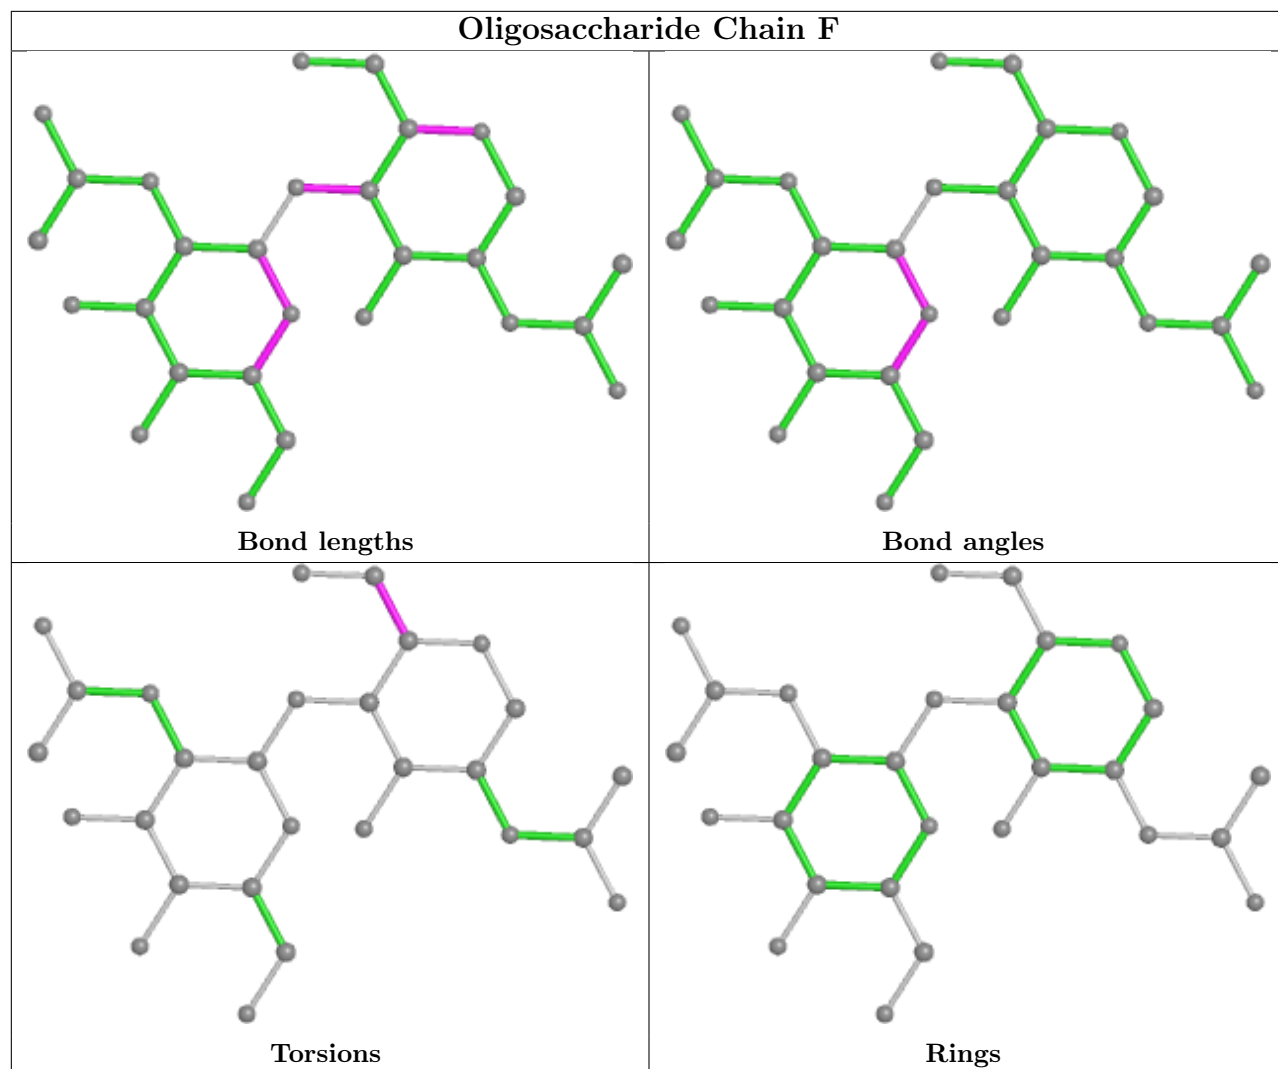 Oligosaccharide Chain F
Bond lengths
Bond angles
Torsions
Rings